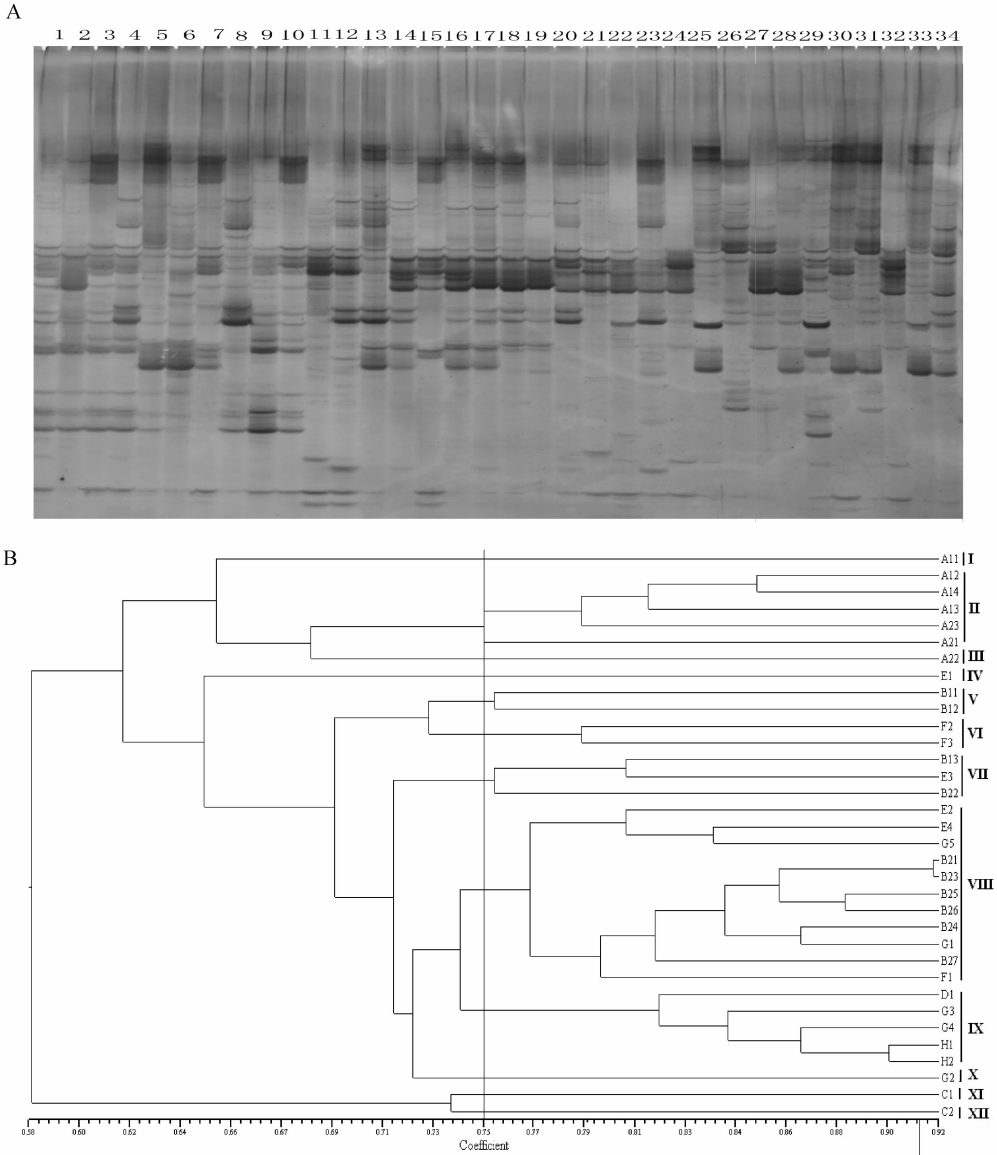 A
1 2 3 4 5 6 7 8 9 10 11 12 13 14 15 16 17 18 19 20 21 22 23 24 25 26 27 28 29 30 31 32 33 34
B
A11 I
A12
A14
A13 II
A23
A21
A22 III
E1 IV
B11 V
B12
F2 VI
F3
B13
E3 VII
B22
E2
E4
G5
B21
B23 VIII
B25
B26
B24
G1
B27
F1
D1
G3
G4 IX
H1
H2
G2 X
C1 XI
C2 XII
0.58 0.60 0.62 0.64 0.66 0.67 0.69 0.71 0.73 0.75 0.77 0.79 0.81 0.83 0.84 0.86 0.88 0.90 0.92
Coefficient